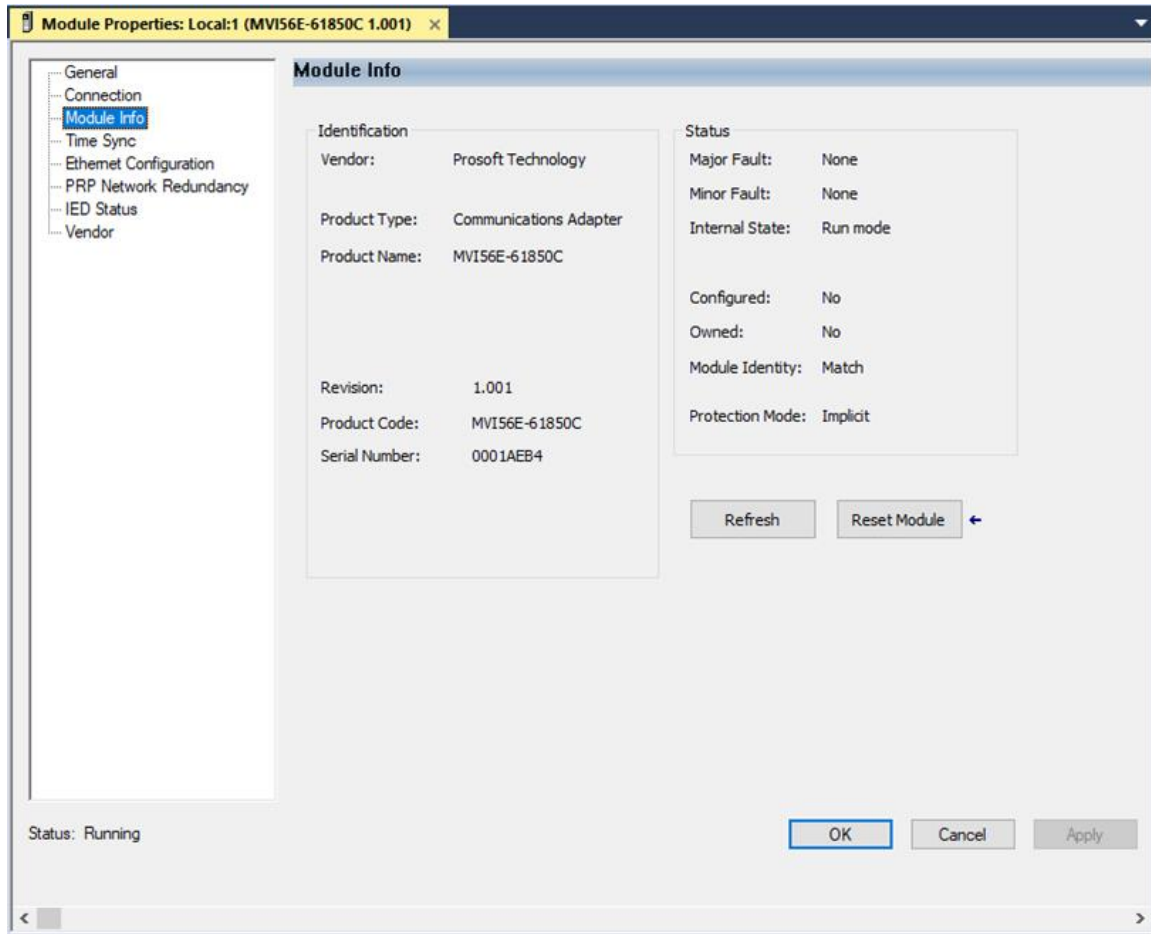 Module Properties: Local:1 (MVI56E-61850C 1.001)
General
Connection
Module Info
Time Sync
Ethernet Configuration
PRP Network Redundancy
IED Status
Vendor
Module Info
Identification
Vendor: Prosoft Technology
Product Type: Communications Adapter
Product Name: MVI56E-61850C
Revision: 1.001
Product Code: MVI56E-61850C
Serial Number: 0001AEB4
Status
Major Fault: None
Minor Fault: None
Internal State: Run mode
Configured: No
Owned: No
Module Identity: Match
Protection Mode: Implicit
Refresh
Reset Module
Status: Running
OK
Cancel
Apply